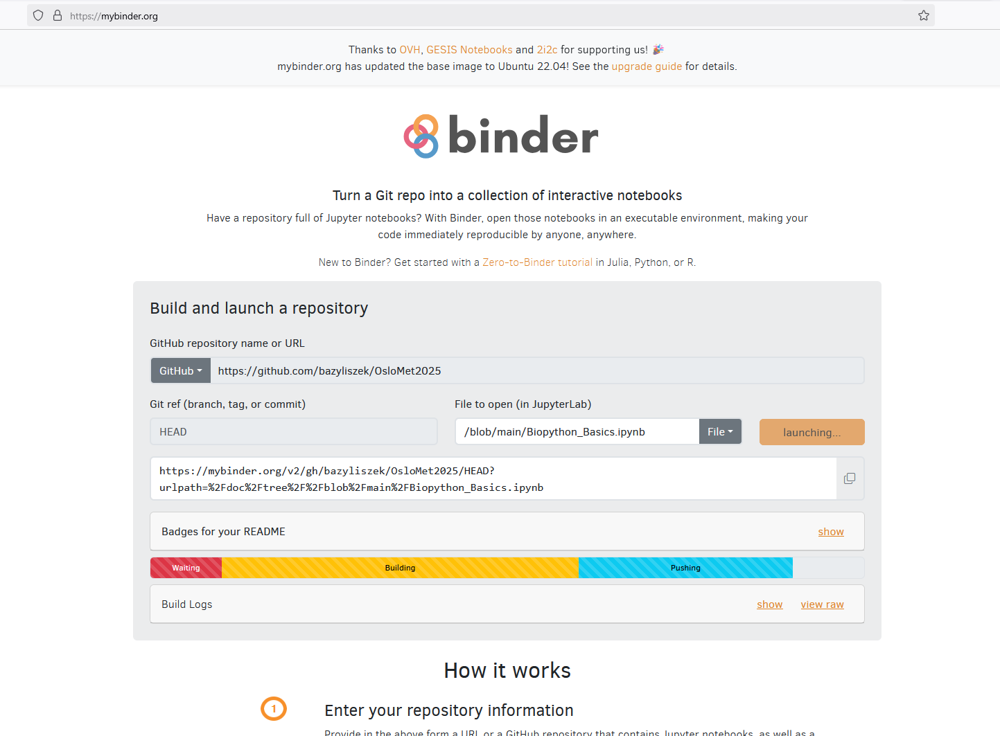 https://mybinder.org
Thanks to OVH, GESIS Notebooks and 2i2c for supporting us! 🎉
mybinder.org has updated the base image to Ubuntu 22.04! See the upgrade guide for details.
binder
Turn a Git repo into a collection of interactive notebooks
Have a repository full of Jupyter notebooks? With Binder, open those notebooks in an executable environment, making your
code immediately reproducible by anyone, anywhere.
New to Binder? Get started with a Zero-to-Binder tutorial in Julia, Python, or R.
Build and launch a repository
GitHub repository name or URL
GitHub https://github.com/bazyliszek/OsloMet2025
Git ref (branch, tag, or commit) File to open (in JupyterLab)
HEAD /blob/main/Biopython_Basics.ipynb File launching...
https://mybinder.org/v2/gh/bazyliszek/OsloMet2025/HEAD?
urlpath=%2Fdoc%2Ftree%2F%2Fblob%2Fmain%2FBiopython_Basics.ipynb
Badges for your README show
Waiting Building Pushing
Build Logs show view raw
How it works
1 Enter your repository information
Provide in the above form a URL or a GitHub repository that contains Jupyter notebooks, as well as a